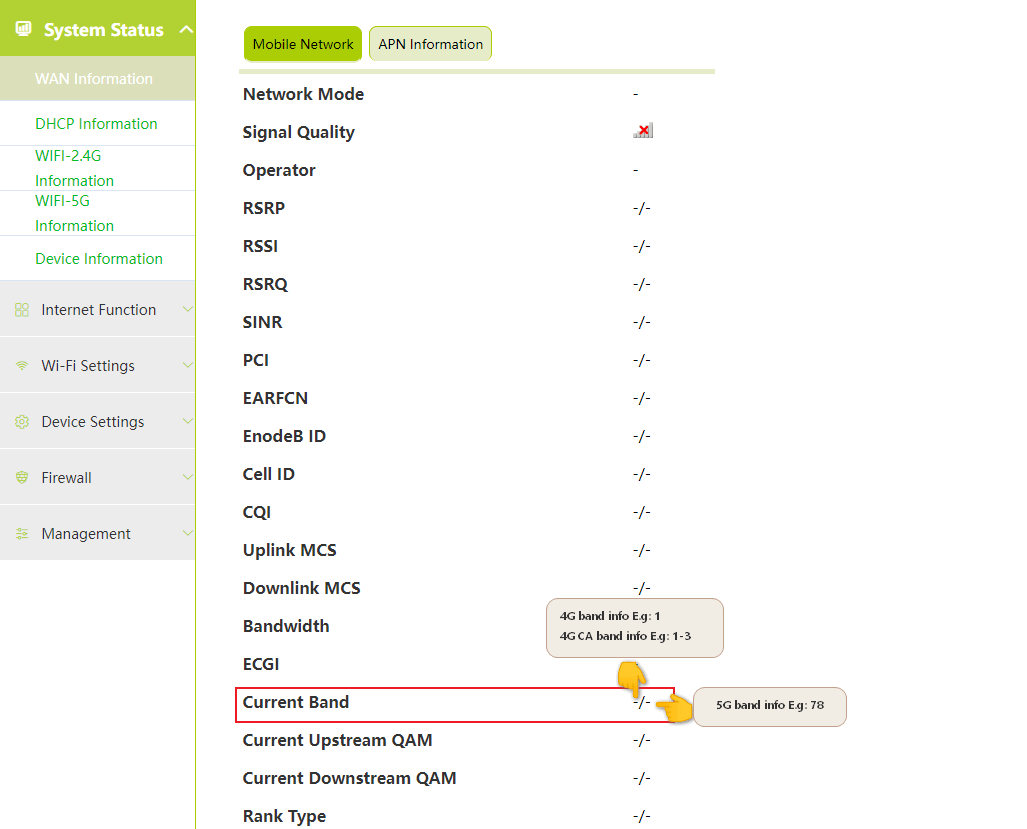 System Status
WAN Information
DHCP Information
WIFI-2.4G
Information
WIFI-5G
Information
Device Information
Internet Function
Wi-Fi Settings
Device Settings
Firewall
Management
Mobile Network
APN Information
Network Mode -
Signal Quality
Operator -
RSRP -/-
RSSI -/-
RSRQ -/-
SINR -/-
PCI -/-
EARFCN -/-
EnodeB ID -/-
Cell ID -/-
CQI -/-
Uplink MCS -/-
Downlink MCS -/-
Bandwidth
4G band info E.g: 1
4G CA band info E.g: 1-3
ECGI
Current Band -/-
5G band info E.g: 78
Current Upstream QAM -/-
Current Downstream QAM -/-
Rank Type -/-